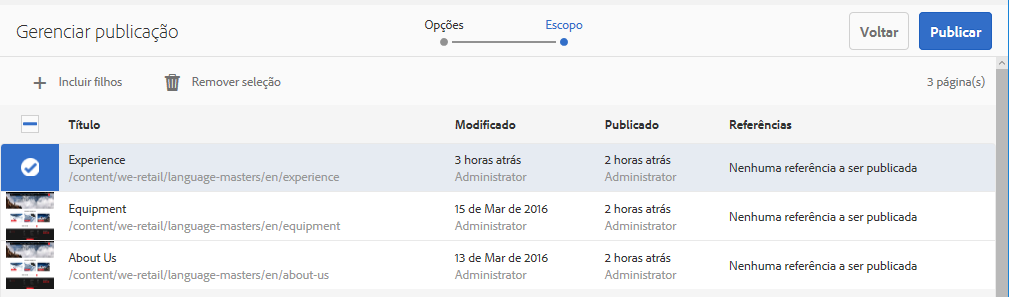 Gerenciar publicação
Opções
Escopo
Voltar
Publicar
Incluir filhos
Remover seleção
3 página(s)
Título
Modificado
Publicado
Referências
Experience
3 horas atrás
2 horas atrás
Nenhuma referência a ser publicada
/content/we-retail/language-masters/en/experience
Administrator
Administrator
Equipment
15 de Mar de 2016
2 horas atrás
Nenhuma referência a ser publicada
/content/we-retail/language-masters/en/equipment
Administrator
Administrator
About Us
13 de Mar de 2016
2 horas atrás
Nenhuma referência a ser publicada
/content/we-retail/language-masters/en/about-us
Administrator
Administrator